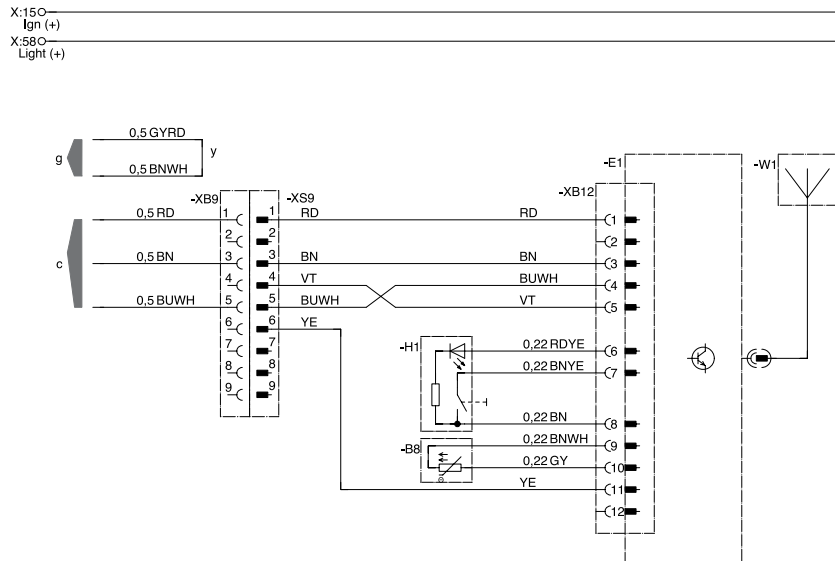 X:15
Ign (+)
X:58
Light (+)
0,5 GYRD
g
y
0,5 BNWH
-E1
-W1
-XB9
-XS9
-XB12
0,5 RD
1
1
RD
RD
1
2
2
2
c
0,5 BN
3
3
BN
BN
3
4
4
VT
BUWH
4
0,5 BUWH
5
5
BUWH
VT
5
6
6
YE
7
7
-H1
0,22 RDYE
6
8
8
0,22 BNYE
7
9
9
0,22 BN
8
-B8
0,22 BNWH
9
0,22 GY
10
YE
11
12